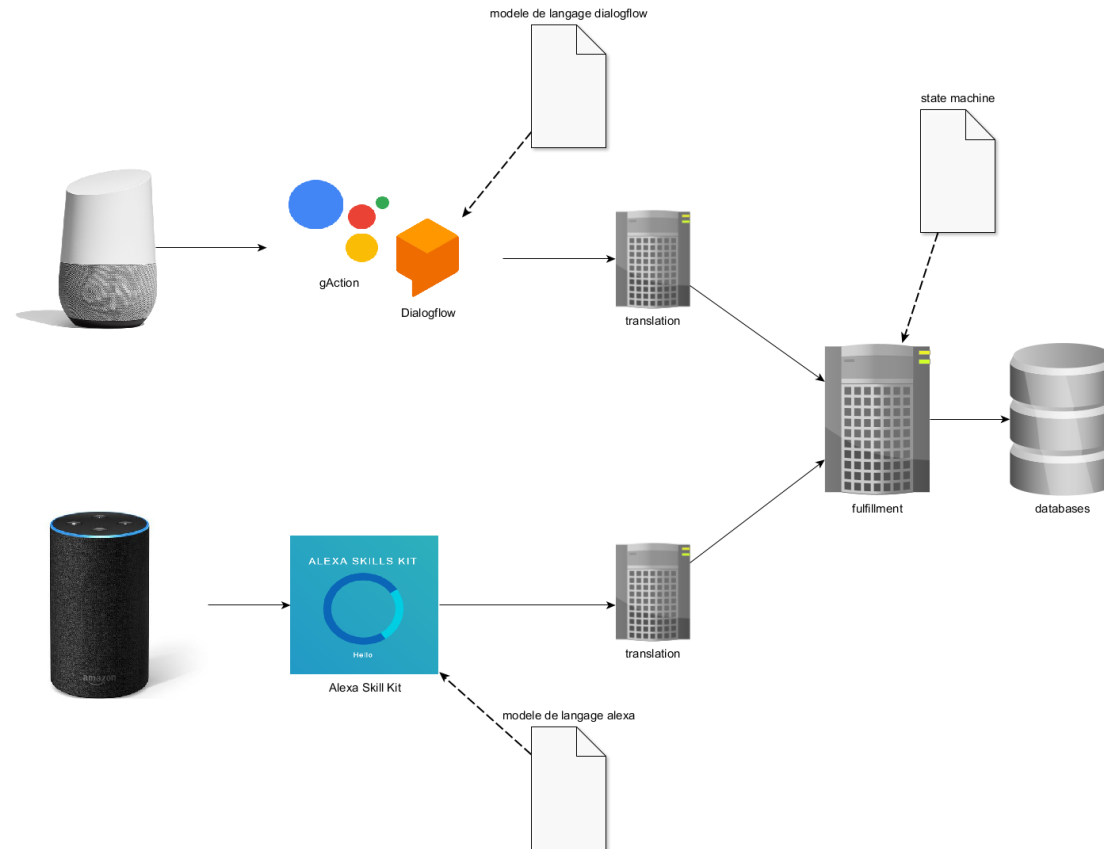 modele de langage dialogflow
state machine
gAction
Dialogflow
translation
fulfillment
databases
ALEXA SKILLS KIT
Hello
amazon
Alexa Skill Kit
translation
modele de langage alexa